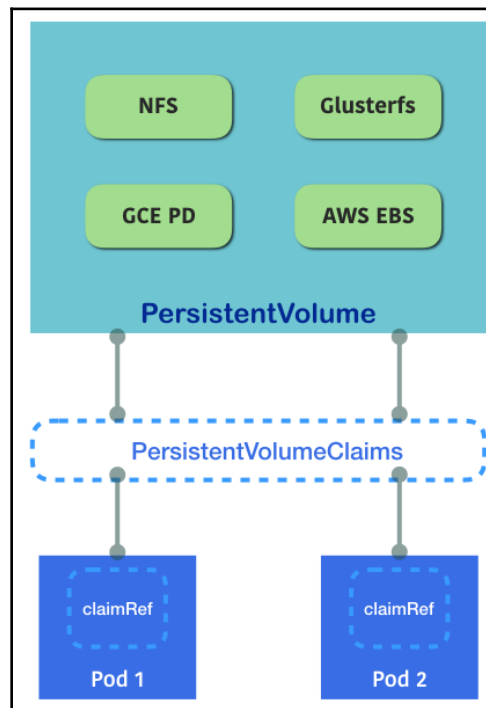 NFS
Glusterfs
GCE PD
AWS EBS
PersistentVolume
PersistentVolumeClaims
claimRef
claimRef
Pod 1
Pod 2